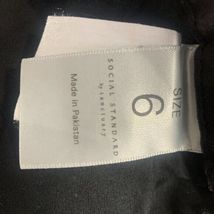 SOCIAL STANDARD
by sanctuary
SIZE
6
Made in Pakistan